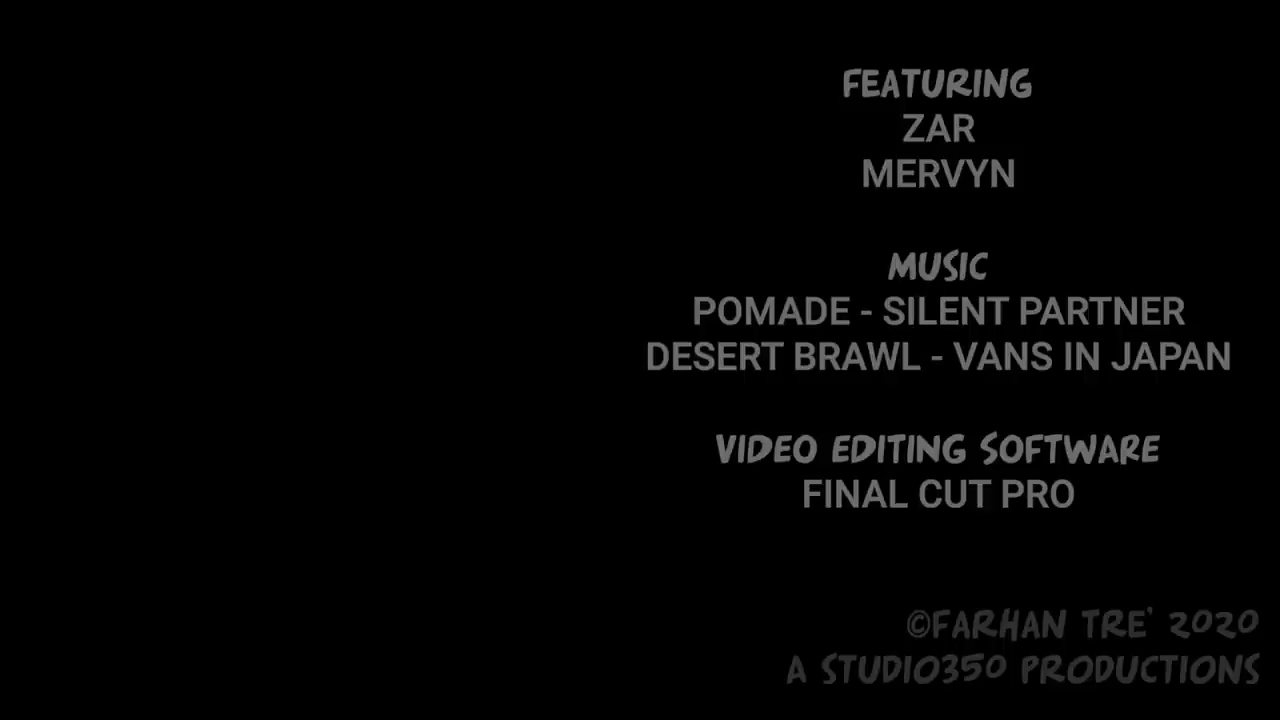 FEATURING
ZAR
MERVYN
MUSIC
POMADE - SILENT PARTNER
DESERT BRAWL - VANS IN JAPAN
VIDEO EDITING SOFTWARE
FINAL CUT PRO
©FARHAN TRE' 2020
A STUDIO350 PRODUCTIONS